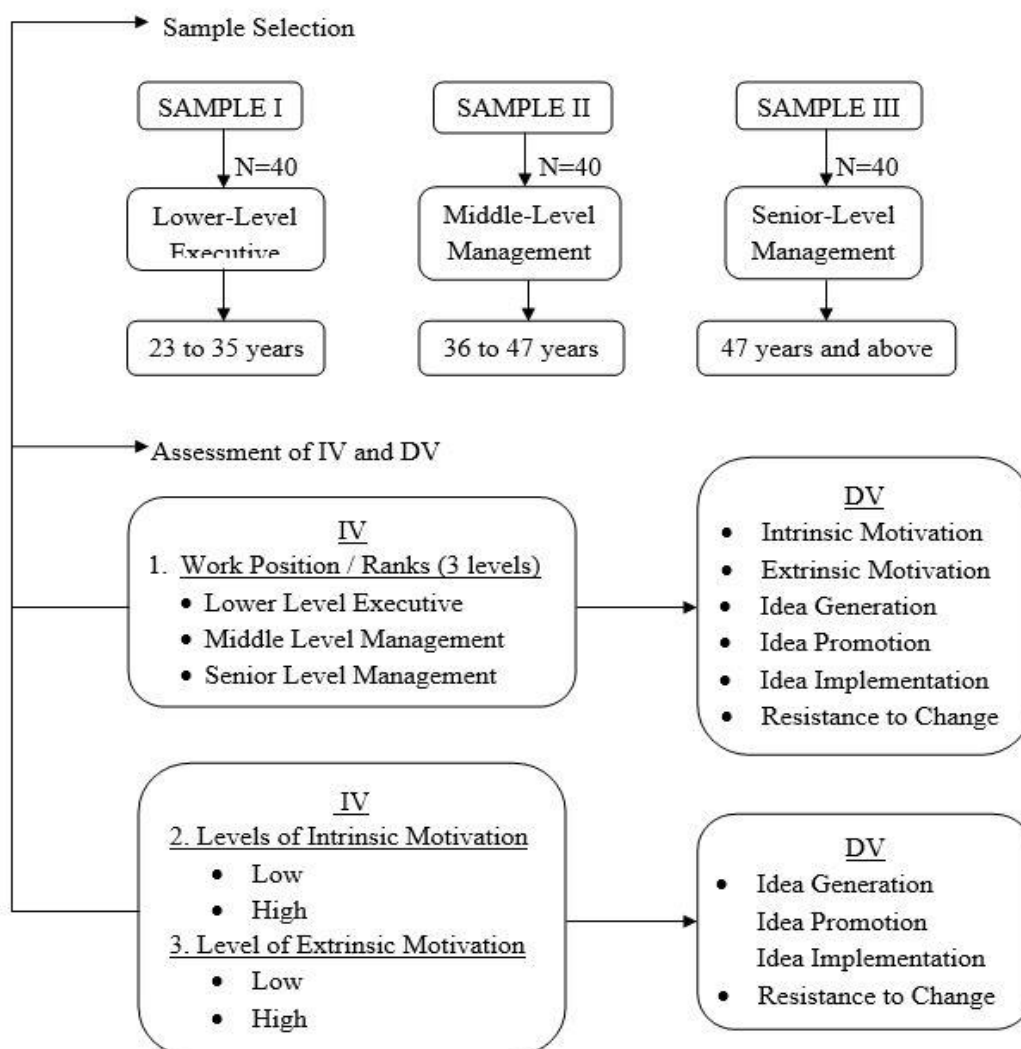 Sample Selection
SAMPLE I
SAMPLE II
SAMPLE III
N=40
N=40
N=40
Lower-Level
Executive
Middle-Level
Management
Senior-Level
Management
23 to 35 years
36 to 47 years
47 years and above
Assessment of IV and DV
IV
1. Work Position / Ranks (3 levels)
• Lower Level Executive
• Middle Level Management
• Senior Level Management
DV
• Intrinsic Motivation
• Extrinsic Motivation
• Idea Generation
• Idea Promotion
• Idea Implementation
• Resistance to Change
IV
2. Levels of Intrinsic Motivation
• Low
• High
3. Level of Extrinsic Motivation
• Low
• High
DV
• Idea Generation
Idea Promotion
Idea Implementation
• Resistance to Change